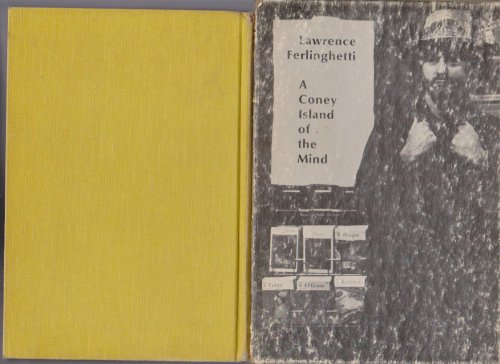 Lawrence
Ferlinghetti
A
Coney
Island
of
the
Mind